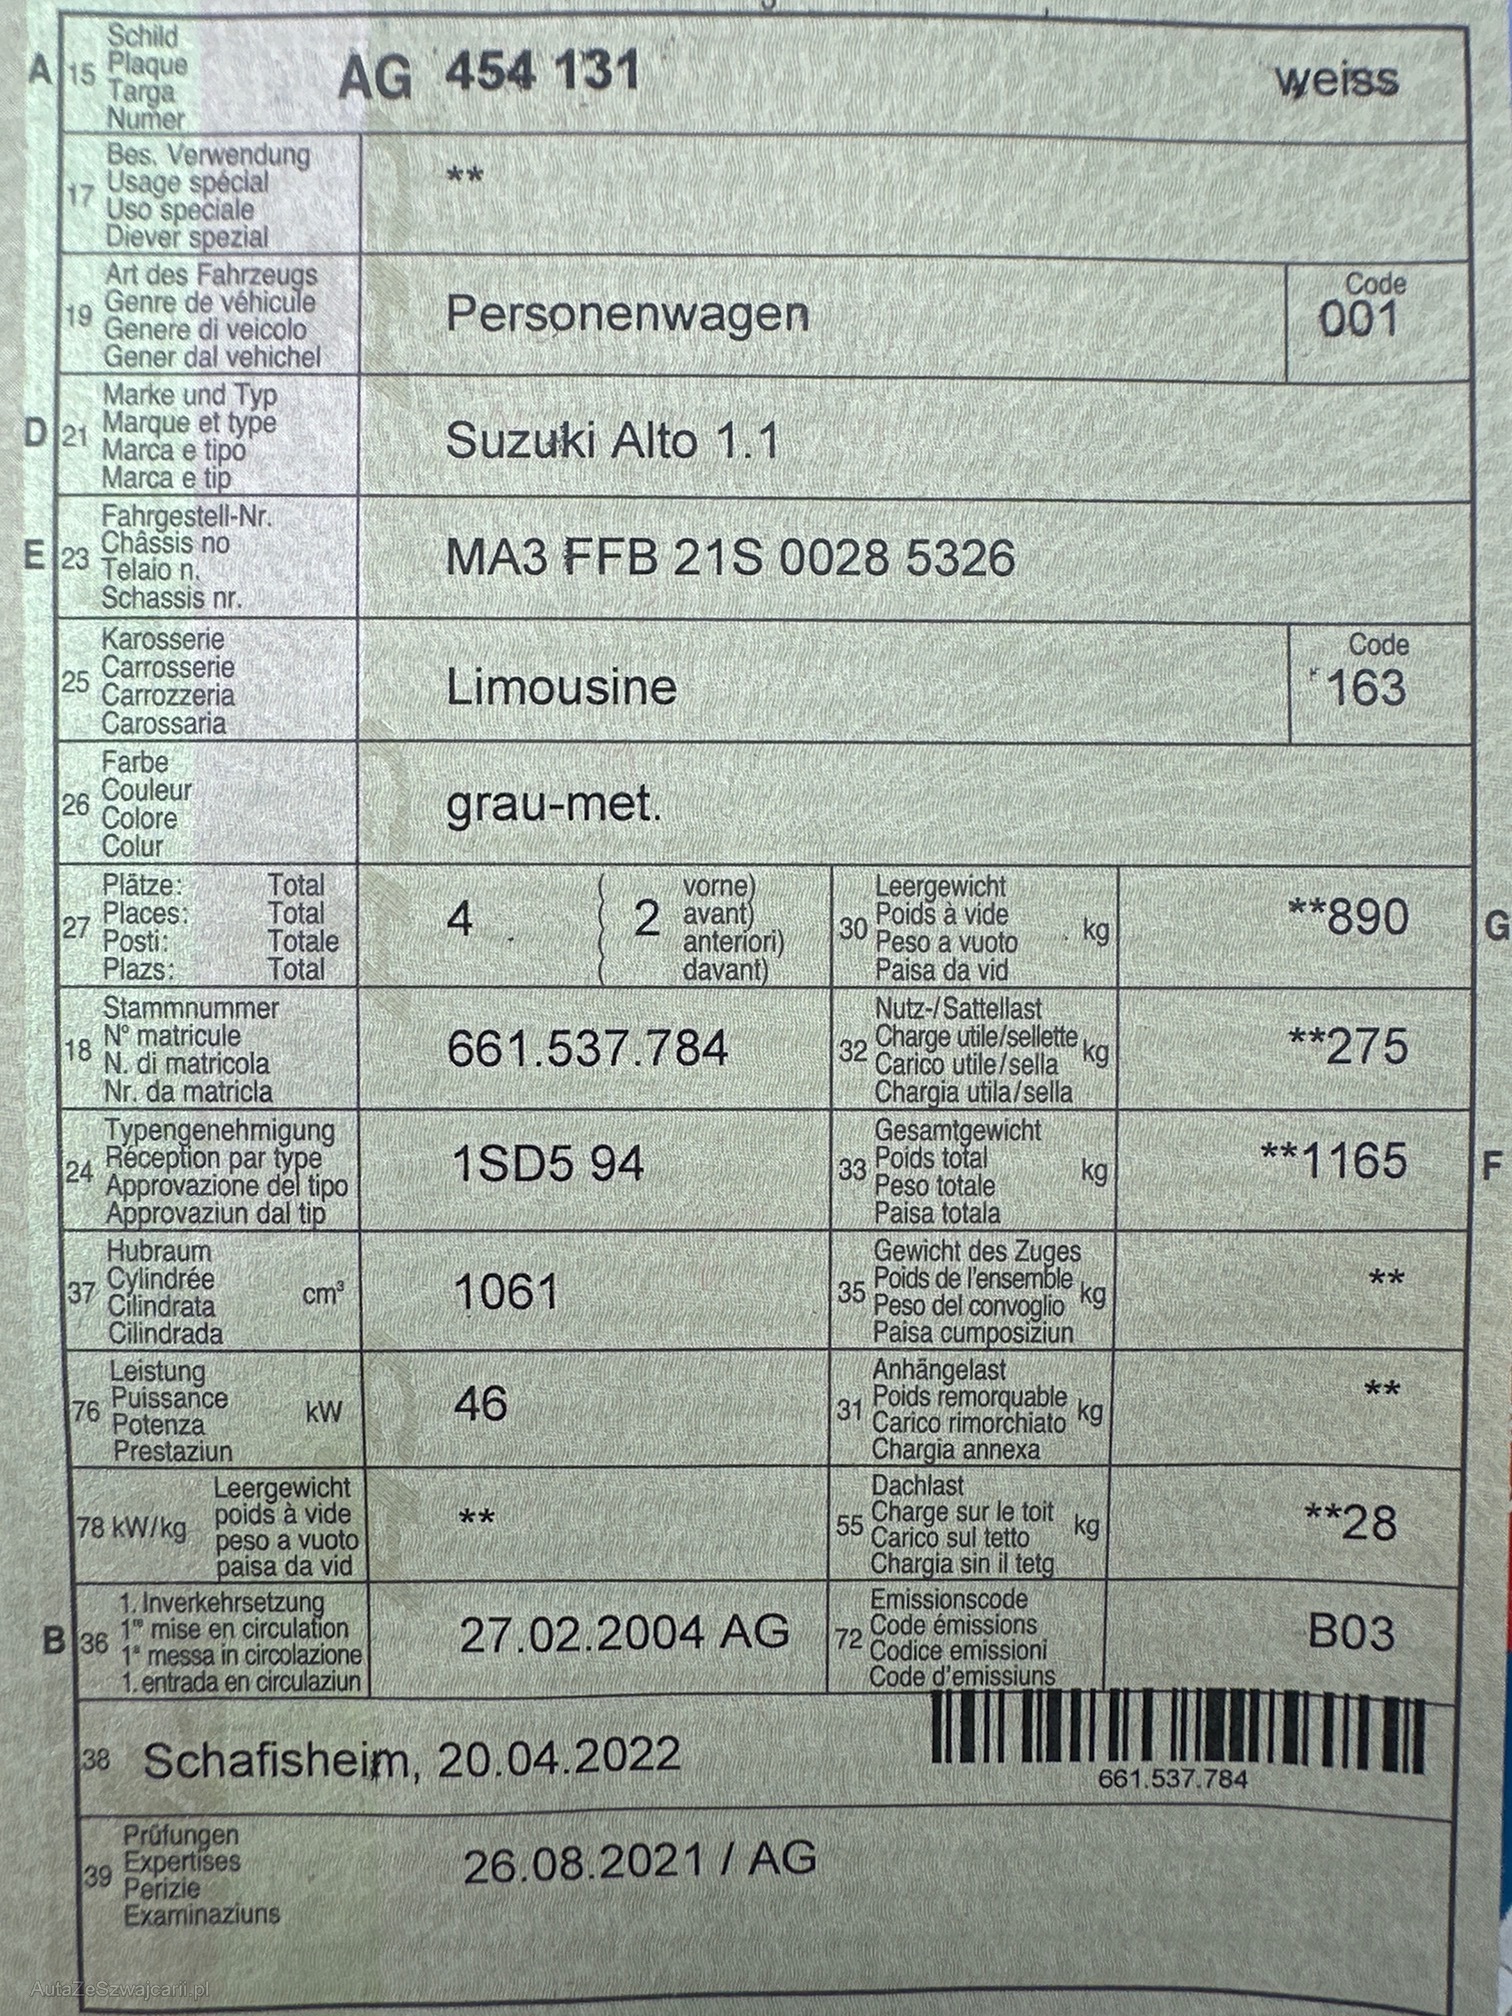 A 15 Schild Plaque Targa Numer AG 454 131 weiss
17 Bes. Verwendung Usage spécial Uso speciale Diever spezial **
19 Art des Fahrzeugs Genre de véhicule Genere di veicolo Gener dal vehichel Personenwagen Code 001
D 21 Marke und Typ Marque et type Marca e tipo Marca e tip Suzuki Alto 1.1
E 23 Fahrgestell-Nr. Châssis no Telaio n. Schassis nr. MA3 FFB 21S 0028 5326
25 Karosserie Carrosserie Carrozzeria Carossaria Limousine Code 163
26 Farbe Couleur Colore Colur grau-met.
27 Plätze: Total Places: Total Posti: Totale Plazs: Total 4 ( 2 vorne) ( avant) ( anteriori) ( davant)
30 Leergewicht Poids à vide Peso a vuoto Paisa da vid kg **890 G
18 Stammnummer N° matricule N. di matricola Nr. da matricla 661.537.784
32 Nutz-/Sattellast Charge utile/sellette Carico utile/sella Chargia utila/sella kg **275
24 Typengenehmigung Réception par type Approvazione del tipo Approvaziun dal tip 1SD5 94
33 Gesamtgewicht Poids total Peso totale Paisa totala kg **1165 F
37 Hubraum Cylindrée Cilindrata Cilindrada cm³ 1061
35 Gewicht des Zuges Poids de l'ensemble Peso del convoglio Paisa cumposiziun kg **
76 Leistung Puissance Potenza Prestaziun kW 46
31 Anhängelast Poids remorquable Carico rimorchiato Chargia annexa kg **
78 kW/kg Leergewicht poids à vide peso a vuoto paisa da vid **
55 Dachlast Charge sur le toit Carico sul tetto Chargia sin il tetg kg **28
B 36 1. Inverkehrsetzung 1re mise en circulation 1a messa in circolazione 1. entrada en circulaziun 27.02.2004 AG
72 Emissionscode Code émissions Codice emissioni Code d'emissiuns B03
38 Schafisheim, 20.04.2022
661.537.784
39 Prüfungen Expertises Perizie Examinaziuns 26.08.2021 / AG
AutaZeSzwajcarii.pl